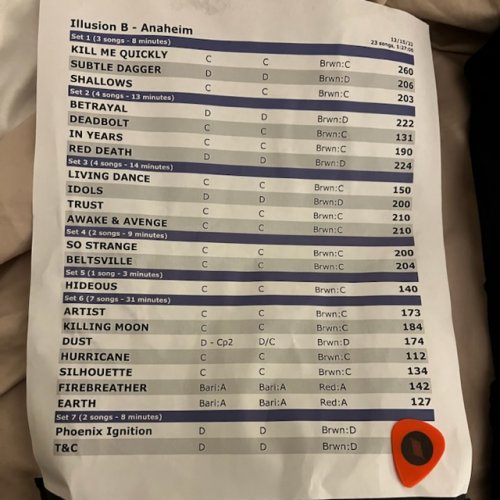 Illusion B - Anaheim
12/15/22
23 songs, 1:27:05
Set 1 (3 songs - 8 minutes)
KILL ME QUICKLY C C Brwn:C 260
SUBTLE DAGGER D D Brwn:D 206
SHALLOWS C C Brwn:C 203
Set 2 (4 songs - 13 minutes)
BETRAYAL D D Brwn:D 222
DEADBOLT C C Brwn:C 131
IN YEARS C C Brwn:C 190
RED DEATH D D Brwn:D 224
Set 3 (4 songs - 14 minutes)
LIVING DANCE C C Brwn:C 150
IDOLS D D Brwn:D 200
TRUST C C Brwn:C 210
AWAKE & AVENGE C C Brwn:C 210
Set 4 (2 songs - 9 minutes)
SO STRANGE C C Brwn:C 200
BELTSVILLE C C Brwn:C 204
Set 5 (1 song - 3 minutes)
HIDEOUS C C Brwn:C 140
Set 6 (7 songs - 31 minutes)
ARTIST C C Brwn:C 173
KILLING MOON C C Brwn:C 184
DUST D - Cp2 D/C Brwn:D 174
HURRICANE C C Brwn:C 112
SILHOUETTE C C Brwn:C 134
FIREBREATHER Bari:A Bari:A Red:A 142
EARTH Bari:A Bari:A Red:A 127
Set 7 (2 songs - 8 minutes)
Phoenix Ignition D D Brwn:D
T&C D D Brwn:D